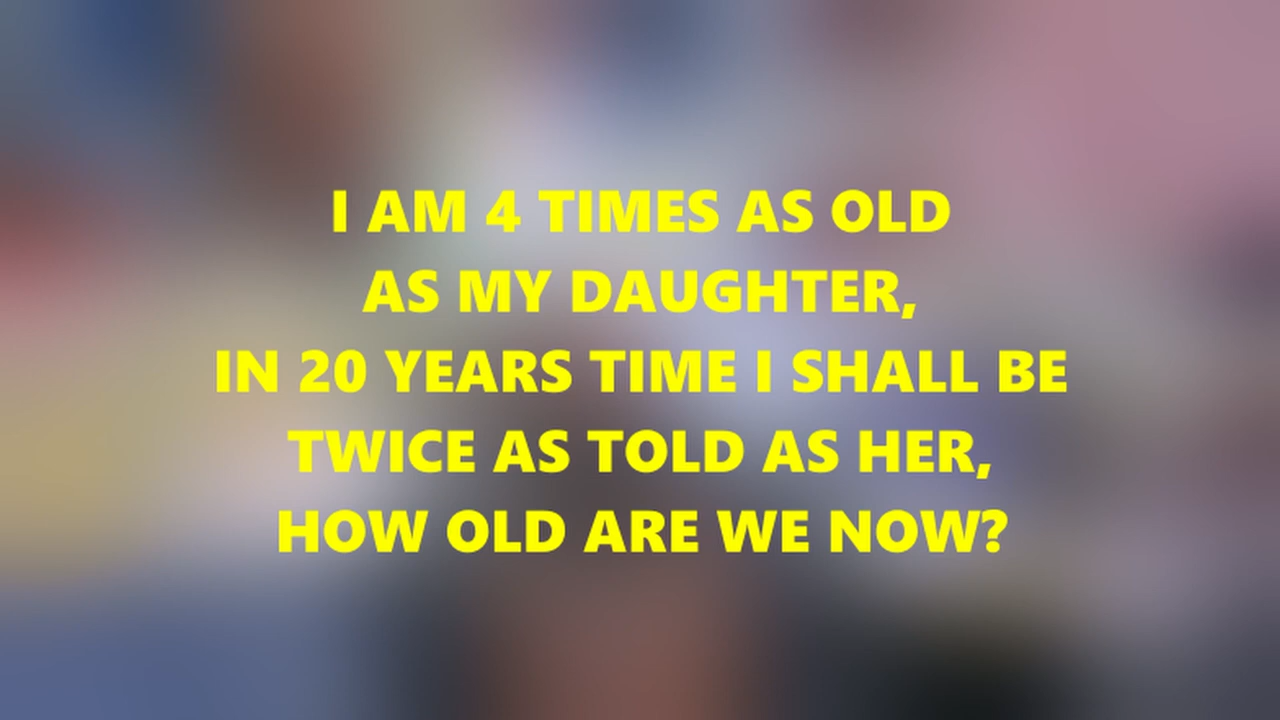 I AM 4 TIMES AS OLD
AS MY DAUGHTER,
IN 20 YEARS TIME I SHALL BE
TWICE AS TOLD AS HER,
HOW OLD ARE WE NOW?